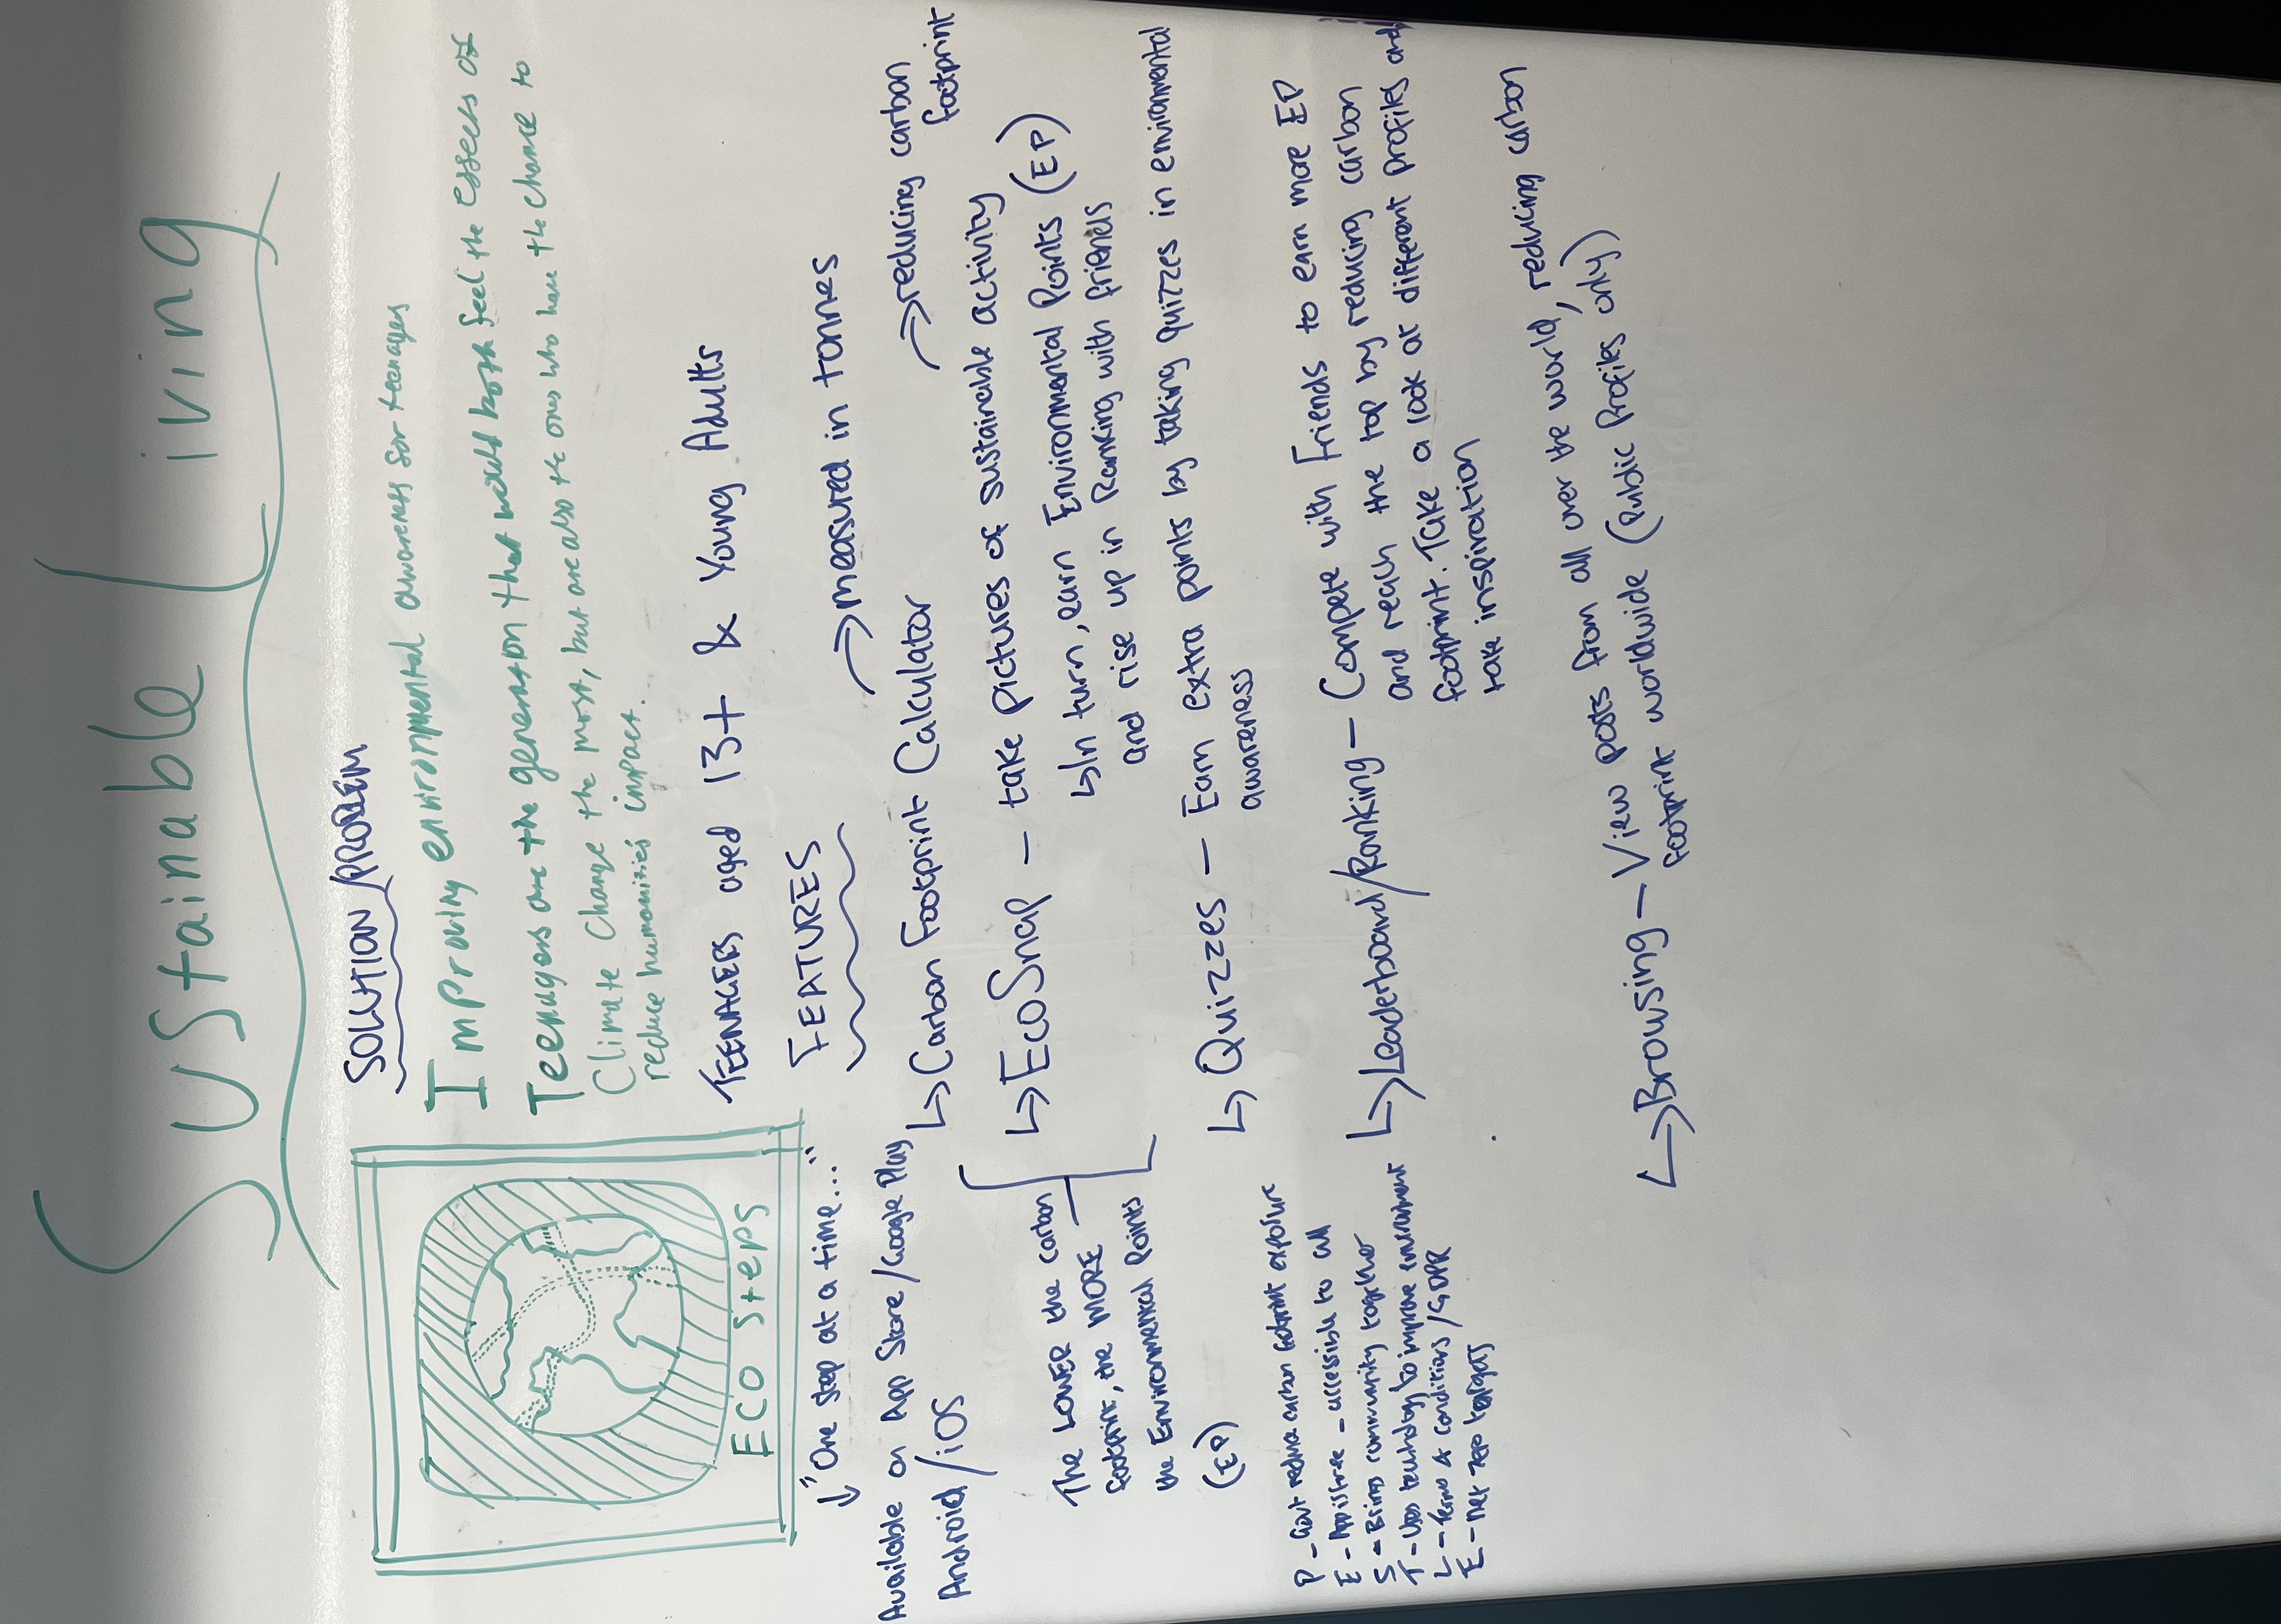 Sustainable Living
SOLUTION/PROBLEM
Improving environmental awareness for teenagers
Teenagers are the generation that would both feel the effects of
Climate Change the most, but are also the ones who have the chance to
reduce humanities impact.
TEENAGERS aged 13+ & Young Adults
ECO Steps
"One step at a time..."
Available on App Store/Google Play
Android/iOS
FEATURES
Carbon Footprint Calculator
measured in tonnes
EcoSnap — take pictures of sustainable activity
reducing carbon
footprint
In turn, earn Environmental Points (EP)
and rise up in Ranking with friends
The LOWER the carbon
footprint, the MORE
the Environmental Points
(EP)
Quizzes — Earn extra points by taking quizzes in environmental
awareness
Leaderboard/Ranking — Compete with Friends to earn more EP
and reach the top by reducing carbon
footprint. Take a look at different profiles and
take inspiration
Browsing — View posts from all over the world, reducing carbon
footprint worldwide (Public Profiles only)
P - Govt reduce carbon footprint exposure
E - App is free - accessible to all
S - Brings community together
T - Uses technology to improve environment
L - Terms & conditions/GDPR
E - net zero targets